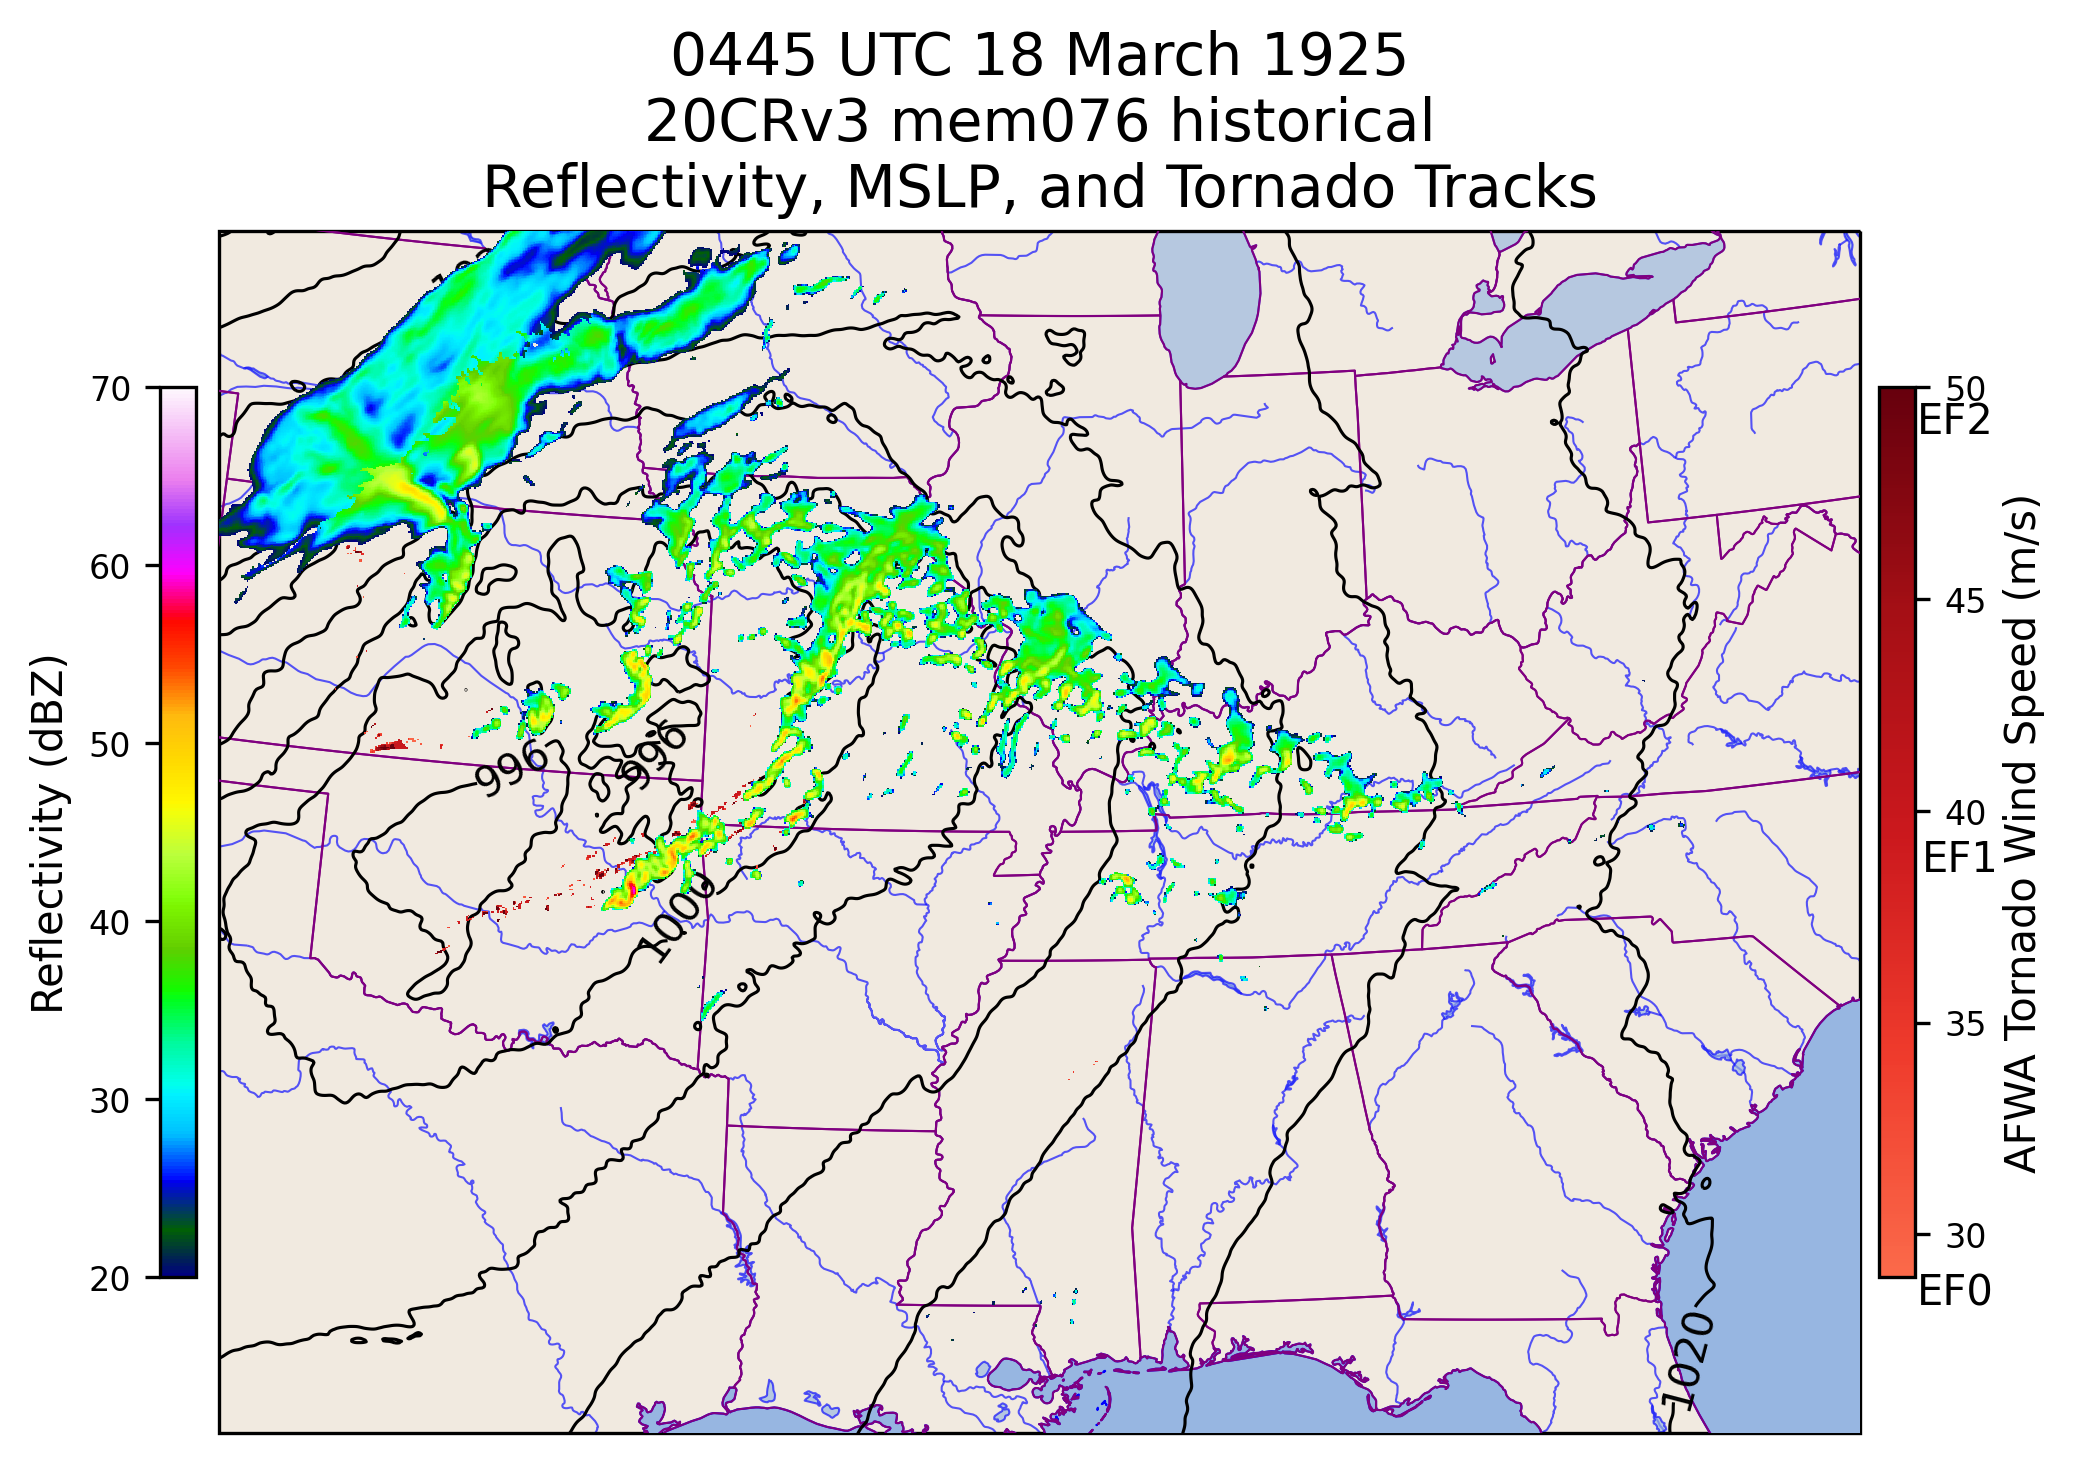 0445 UTC 18 March 1925
20CRv3 mem076 historical
Reflectivity, MSLP, and Tornado Tracks
Reflectivity (dBZ)
70
60
50
40
30
20
996
996
1000
1020
50
EF2
45
40
EF1
35
30
EF0
AFWA Tornado Wind Speed (m/s)